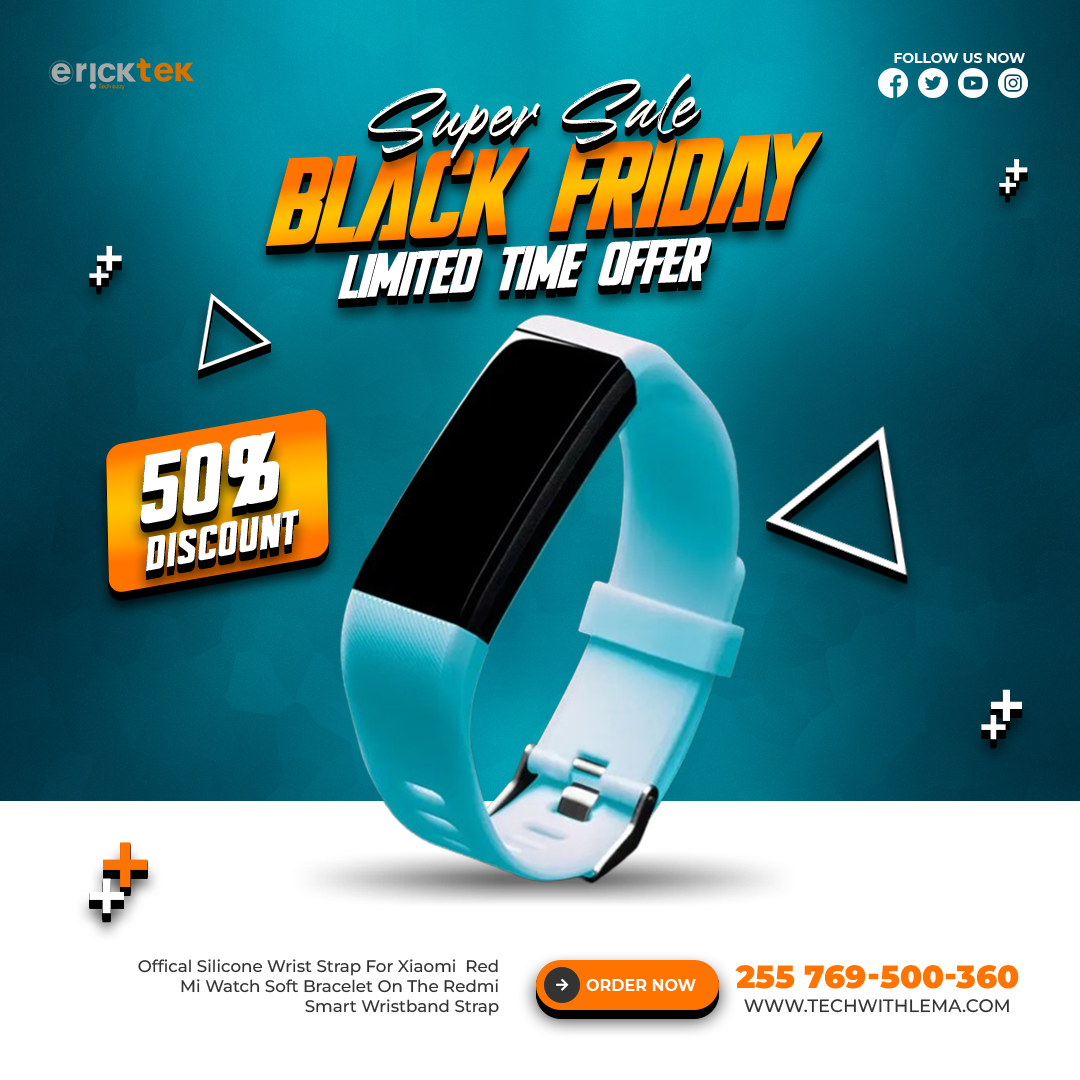 ericktek
Tech eazy
FOLLOW US NOW
Super Sale
BLACK FRIDAY
LIMITED TIME OFFER
50%
DISCOUNT
Offical Silicone Wrist Strap For Xiaomi  Red
Mi Watch Soft Bracelet On The Redmi
Smart Wristband Strap
ORDER NOW
255 769-500-360
WWW.TECHWITHLEMA.COM